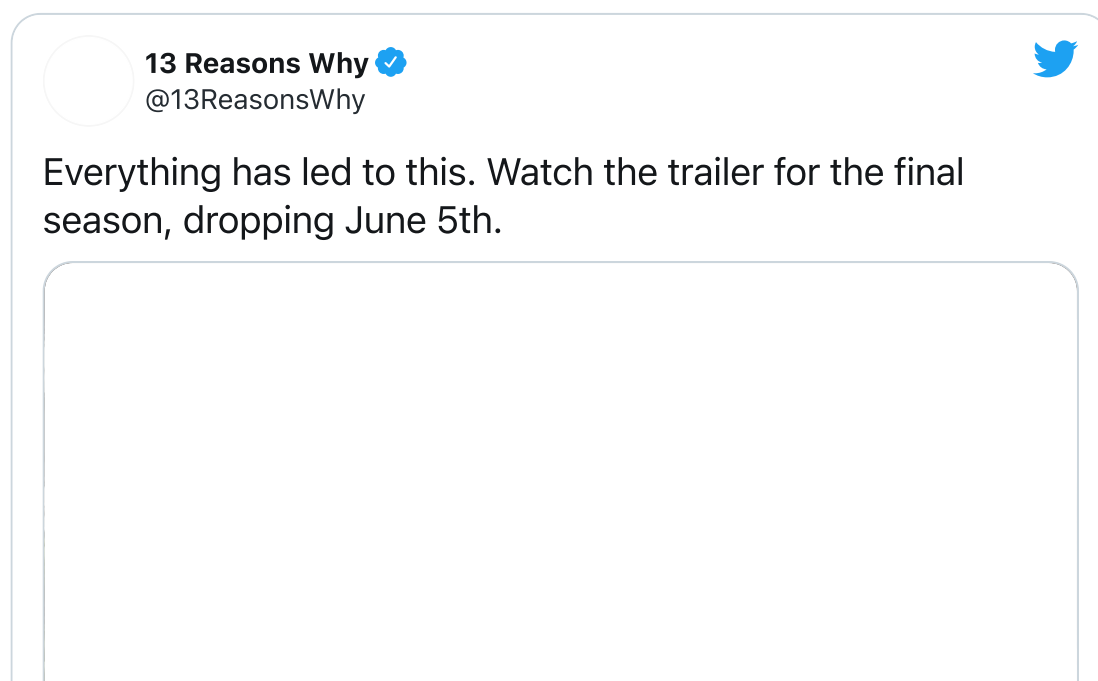 13 Reasons Why
@13ReasonsWhy
Everything has led to this. Watch the trailer for the final
season, dropping June 5th.